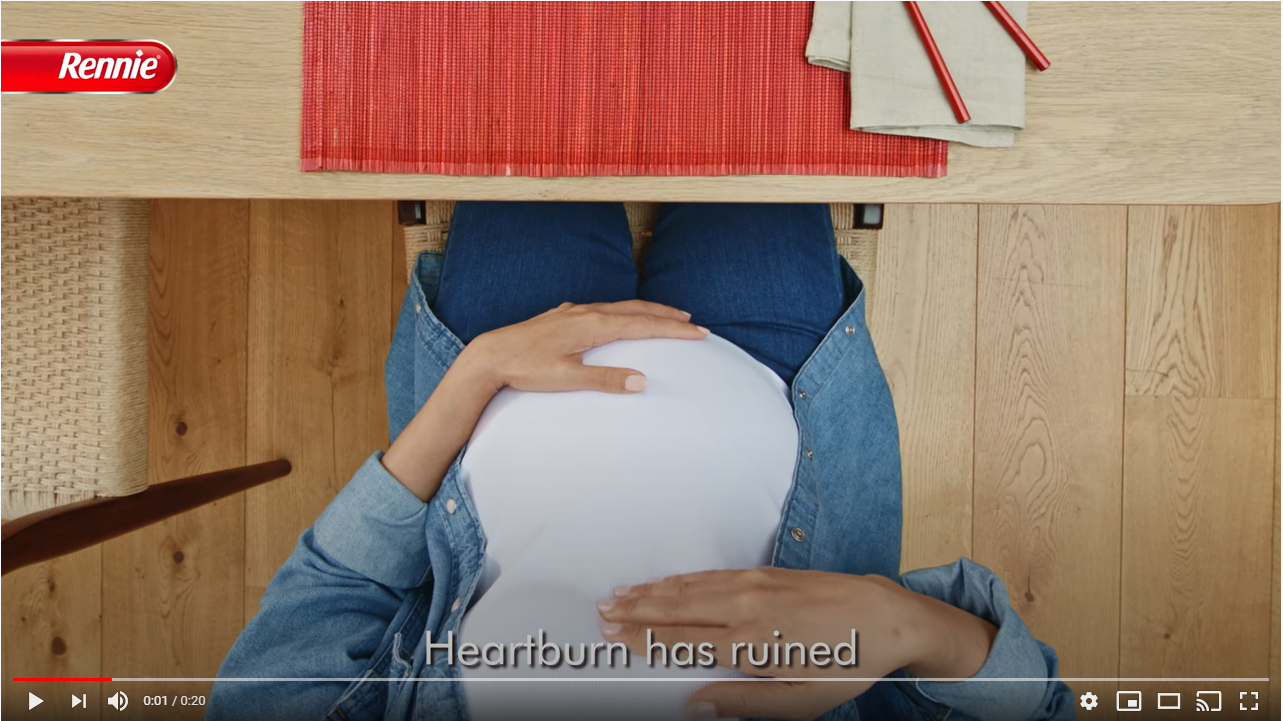 Rennie®
Heartburn has ruined
0:01 / 0:20